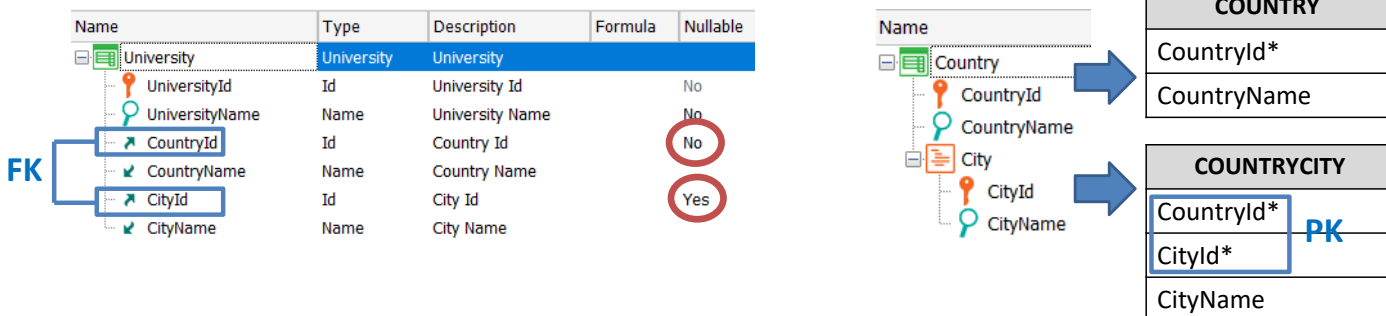 Name Type Description Formula Nullable
University University University
UniversityId Id University Id No
UniversityName Name University Name No
CountryId Id Country Id No
CountryName Name Country Name
CityId Id City Id Yes
CityName Name City Name
FK
Name
Country
CountryId
CountryName
City
CityId
CityName
COUNTRY
CountryId*
CountryName
COUNTRYCITY
CountryId*
PK
CityId*
CityName